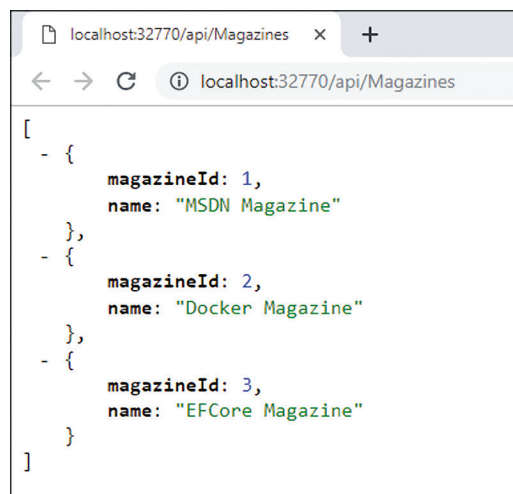 localhost:32770/api/Magazines
localhost:32770/api/Magazines
[
- {
magazineId: 1,
name: "MSDN Magazine"
},
- {
magazineId: 2,
name: "Docker Magazine"
},
- {
magazineId: 3,
name: "EFCore Magazine"
}
]